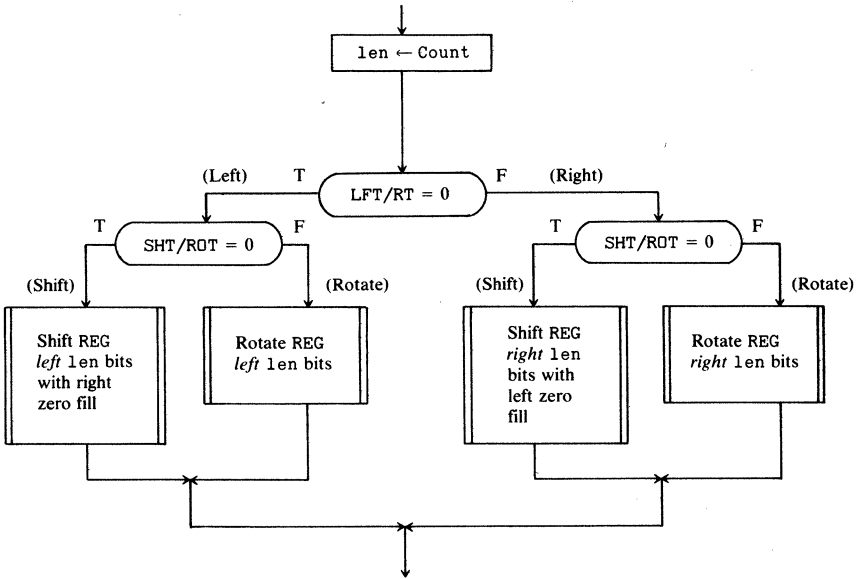 len ← Count
(Left) T LFT/RT = 0 F (Right)
T SHT/ROT = 0 F
T SHT/ROT = 0 F
(Shift)
(Rotate)
(Shift)
(Rotate)
Shift REG
left len bits
with right
zero fill
Rotate REG
left len bits
Shift REG
right len
bits with
left zero
fill
Rotate REG
right len bits